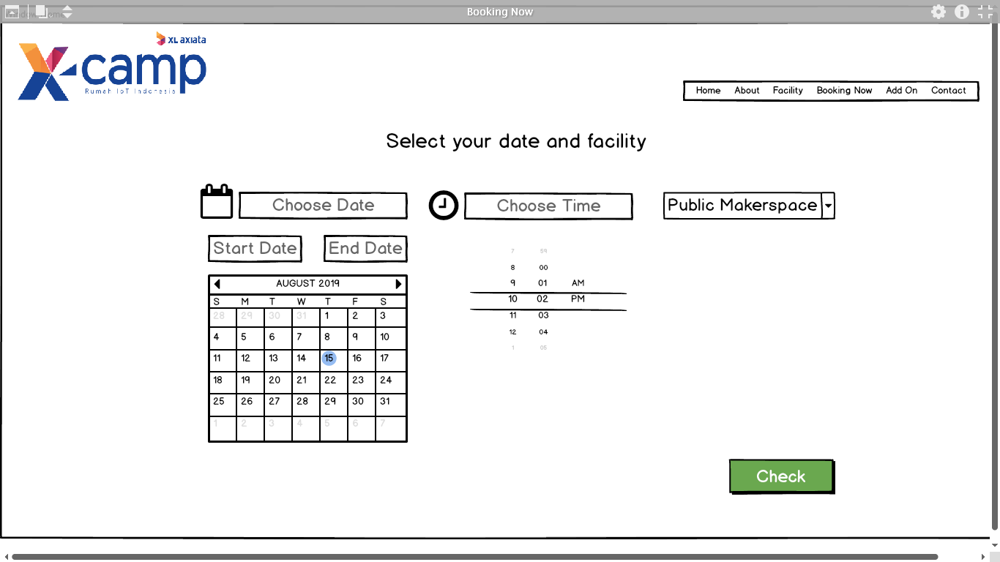 Booking Now
XL axiata
X-camp
Rumah IoT Indonesia
Home About Facility Booking Now Add On Contact
Select your date and facility
Choose Date Choose Time Public Makerspace
Start Date End Date
AUGUST 2019
S M T W T F S
28 29 30 31 1 2 3
4 5 6 7 8 9 10
11 12 13 14 15 16 17
18 19 20 21 22 23 24
25 26 27 28 29 30 31
1 2 3 4 5 6 7
7 59
8 00
9 01 AM
10 02 PM
11 03
12 04
1 05
Check